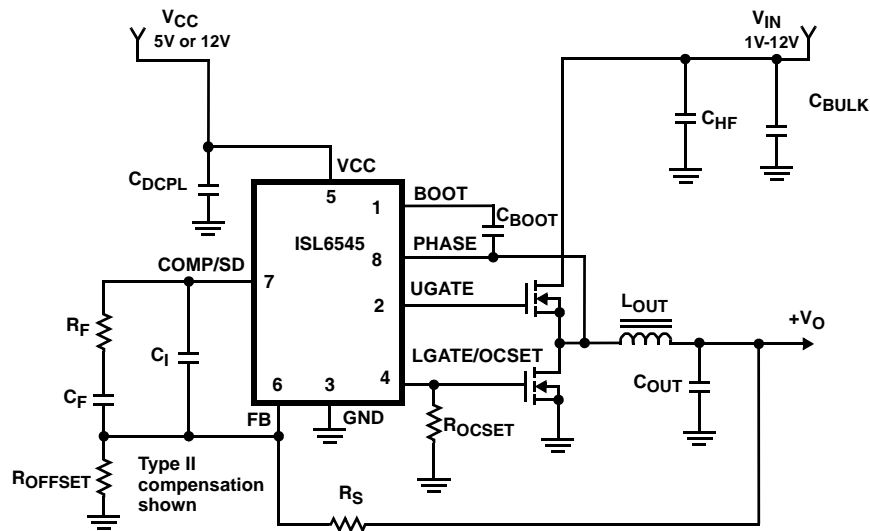 VCC
5V or 12V
VIN
1V-12V
CHF
CBULK
CDCPL
VCC
5
1
BOOT
CBOOT
ISL6545
8
PHASE
COMP/SD
7
2
UGATE
RF
CI
CF
LGATE/OCSET
4
LOUT
+VO
COUT
6
3
FB
GND
ROCSET
ROFFSET
Type II
compensation
shown
RS